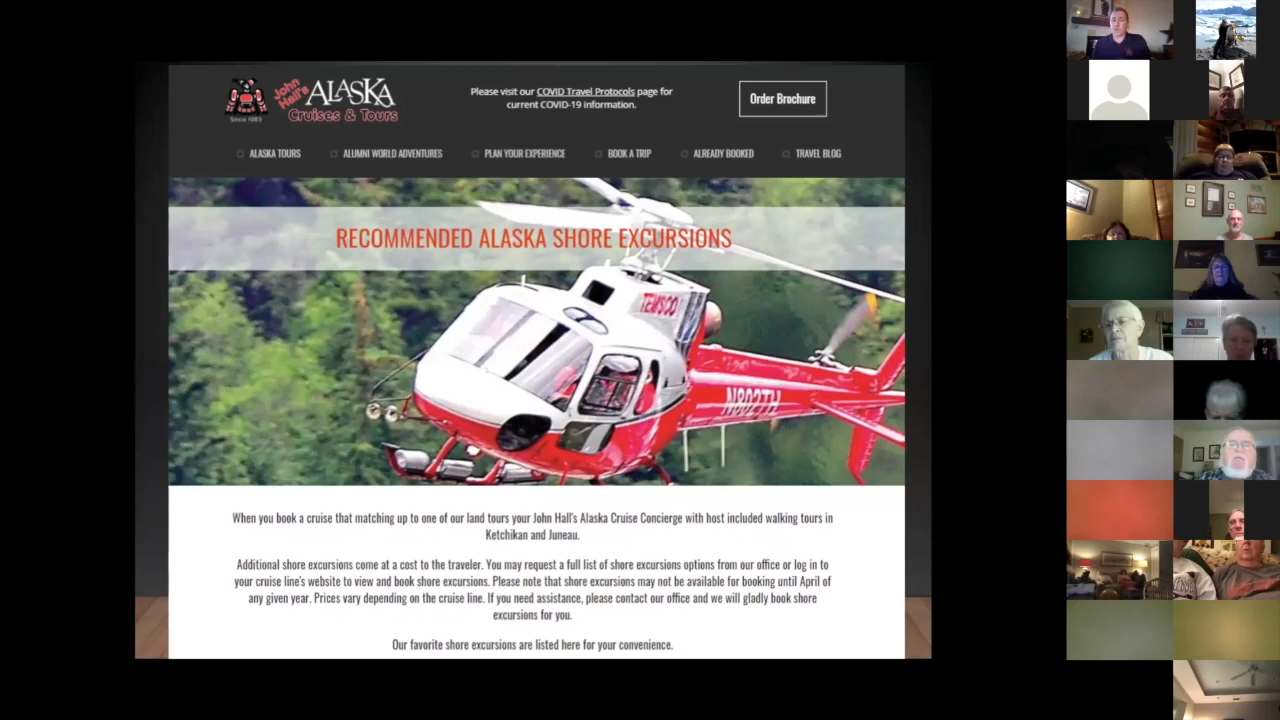 John Hall's ALASKA
Cruises & Tours
Since 1983
Please visit our COVID Travel Protocols page for
current COVID-19 information.
Order Brochure
ALASKA TOURS
ALUMNI WORLD ADVENTURES
PLAN YOUR EXPERIENCE
BOOK A TRIP
ALREADY BOOKED
TRAVEL BLOG
RECOMMENDED ALASKA SHORE EXCURSIONS
TEMSCO
N802TH
When you book a cruise that matching up to one of our land tours your John Hall's Alaska Cruise Concierge with host included walking tours in
Ketchikan and Juneau.
Additional shore excursions come at a cost to the traveler. You may request a full list of shore excursions options from our office or log in to
your cruise line's website to view and book shore excursions. Please note that shore excursions may not be available for booking until April of
any given year. Prices vary depending on the cruise line. If you need assistance, please contact our office and we will gladly book shore
excursions for you.
Our favorite shore excursions are listed here for your convenience.